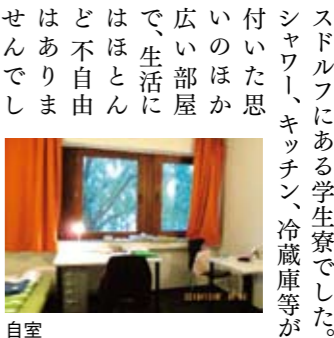 スドルフにある学生寮でした。
シャワー、キッチン、冷蔵庫等が
付いた思
いのほか
広い部屋
で、生活に
はほとん
ど不自由
はありま
せんでし
自室